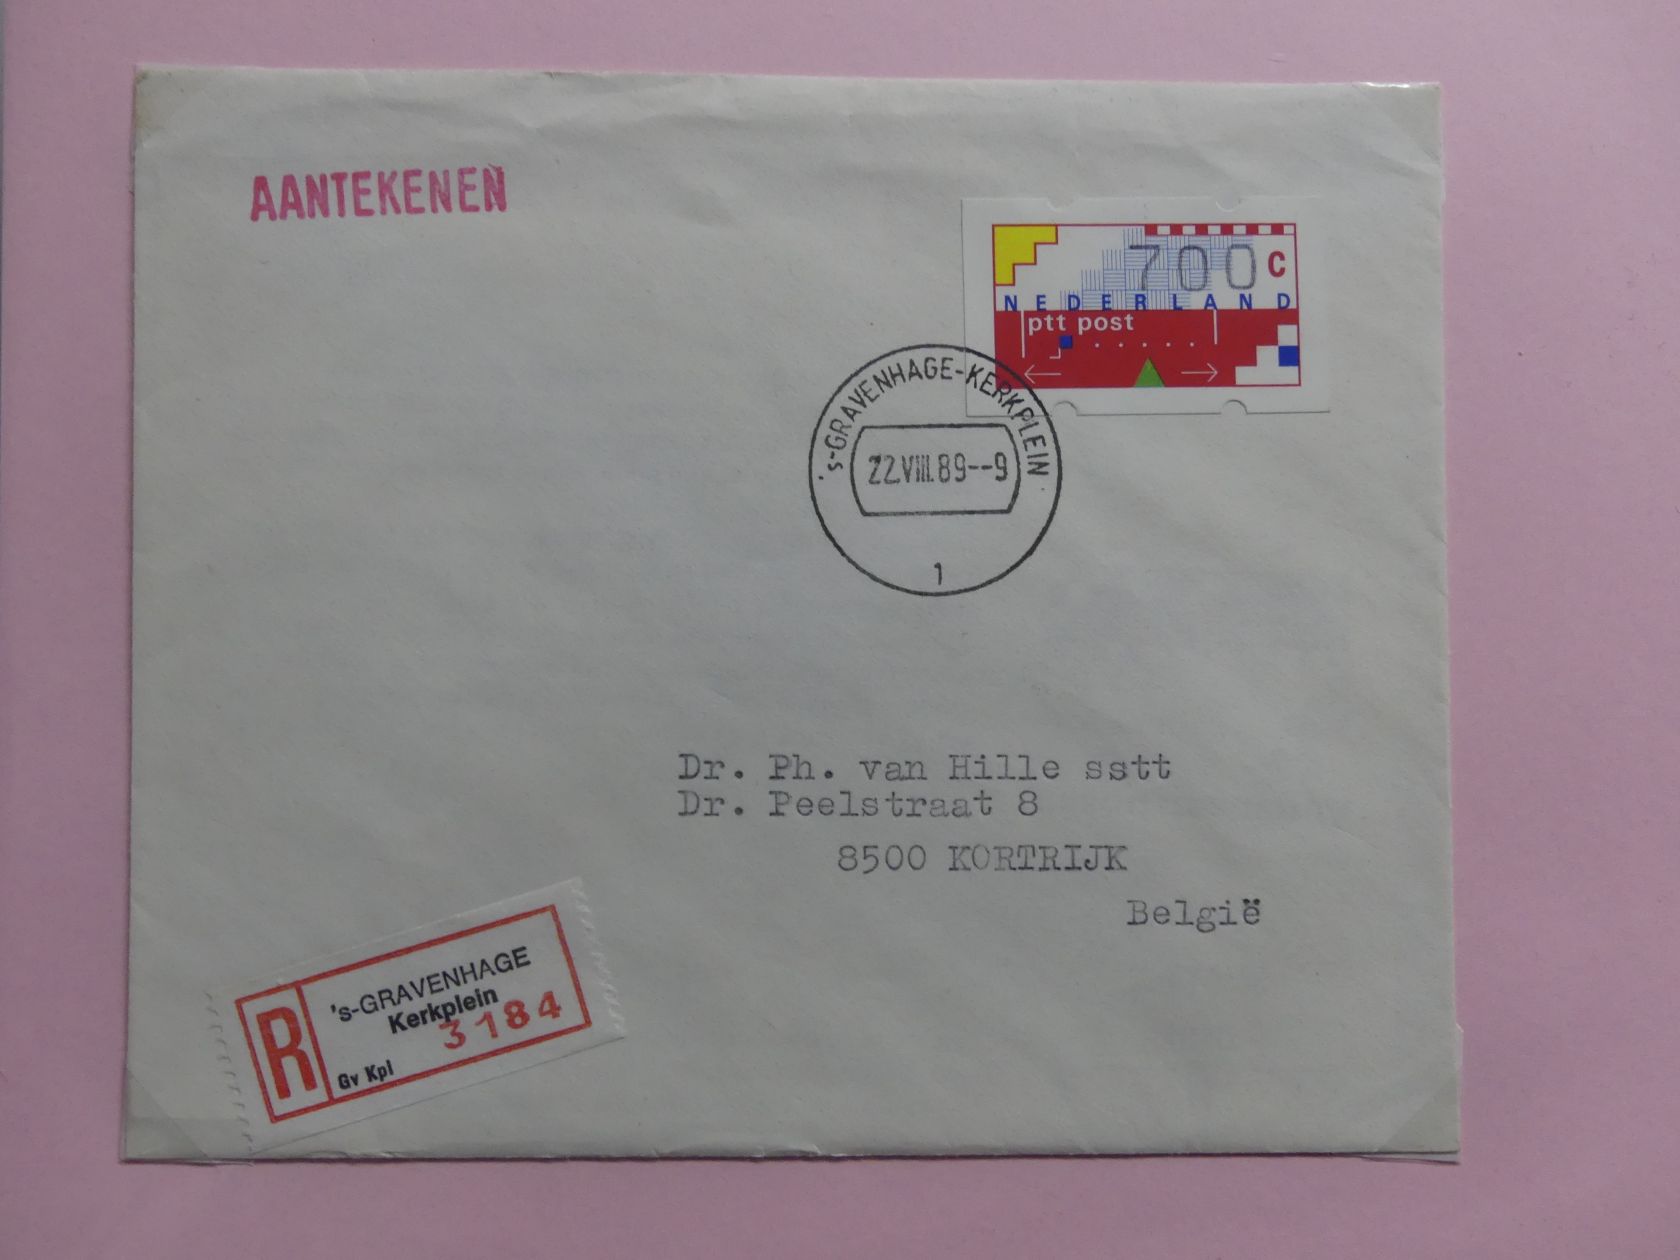 AANTEKENEN
700 C
NEDERLAND
ptt post
's-GRAVENHAGE-KERKPLEIN
22.VIII.89--9
1
Dr. Ph. van Hille sstt
Dr. Peelstraat 8
8500 KORTRIJK
België
R
's-GRAVENHAGE
Kerkplein
3184
Gv Kpl